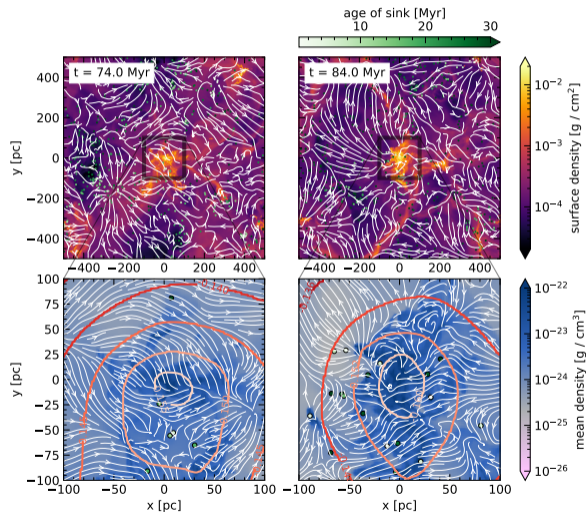 age of sink [Myr]
10 20 30
t = 74.0 Myr
t = 84.0 Myr
400
200
0
−200
−400
y [pc]
−400 −200 0 200 400
−400 −200 0 200 400
10⁻²
10⁻³
10⁻⁴
surface density [g / cm²]
100
75
50
25
0
−25
−50
−75
−100
y [pc]
0.140
−100 −50 0 50 100
x [pc]
−100 −50 0 50 100
x [pc]
10⁻²²
10⁻²³
10⁻²⁴
10⁻²⁵
10⁻²⁶
mean density [g / cm³]